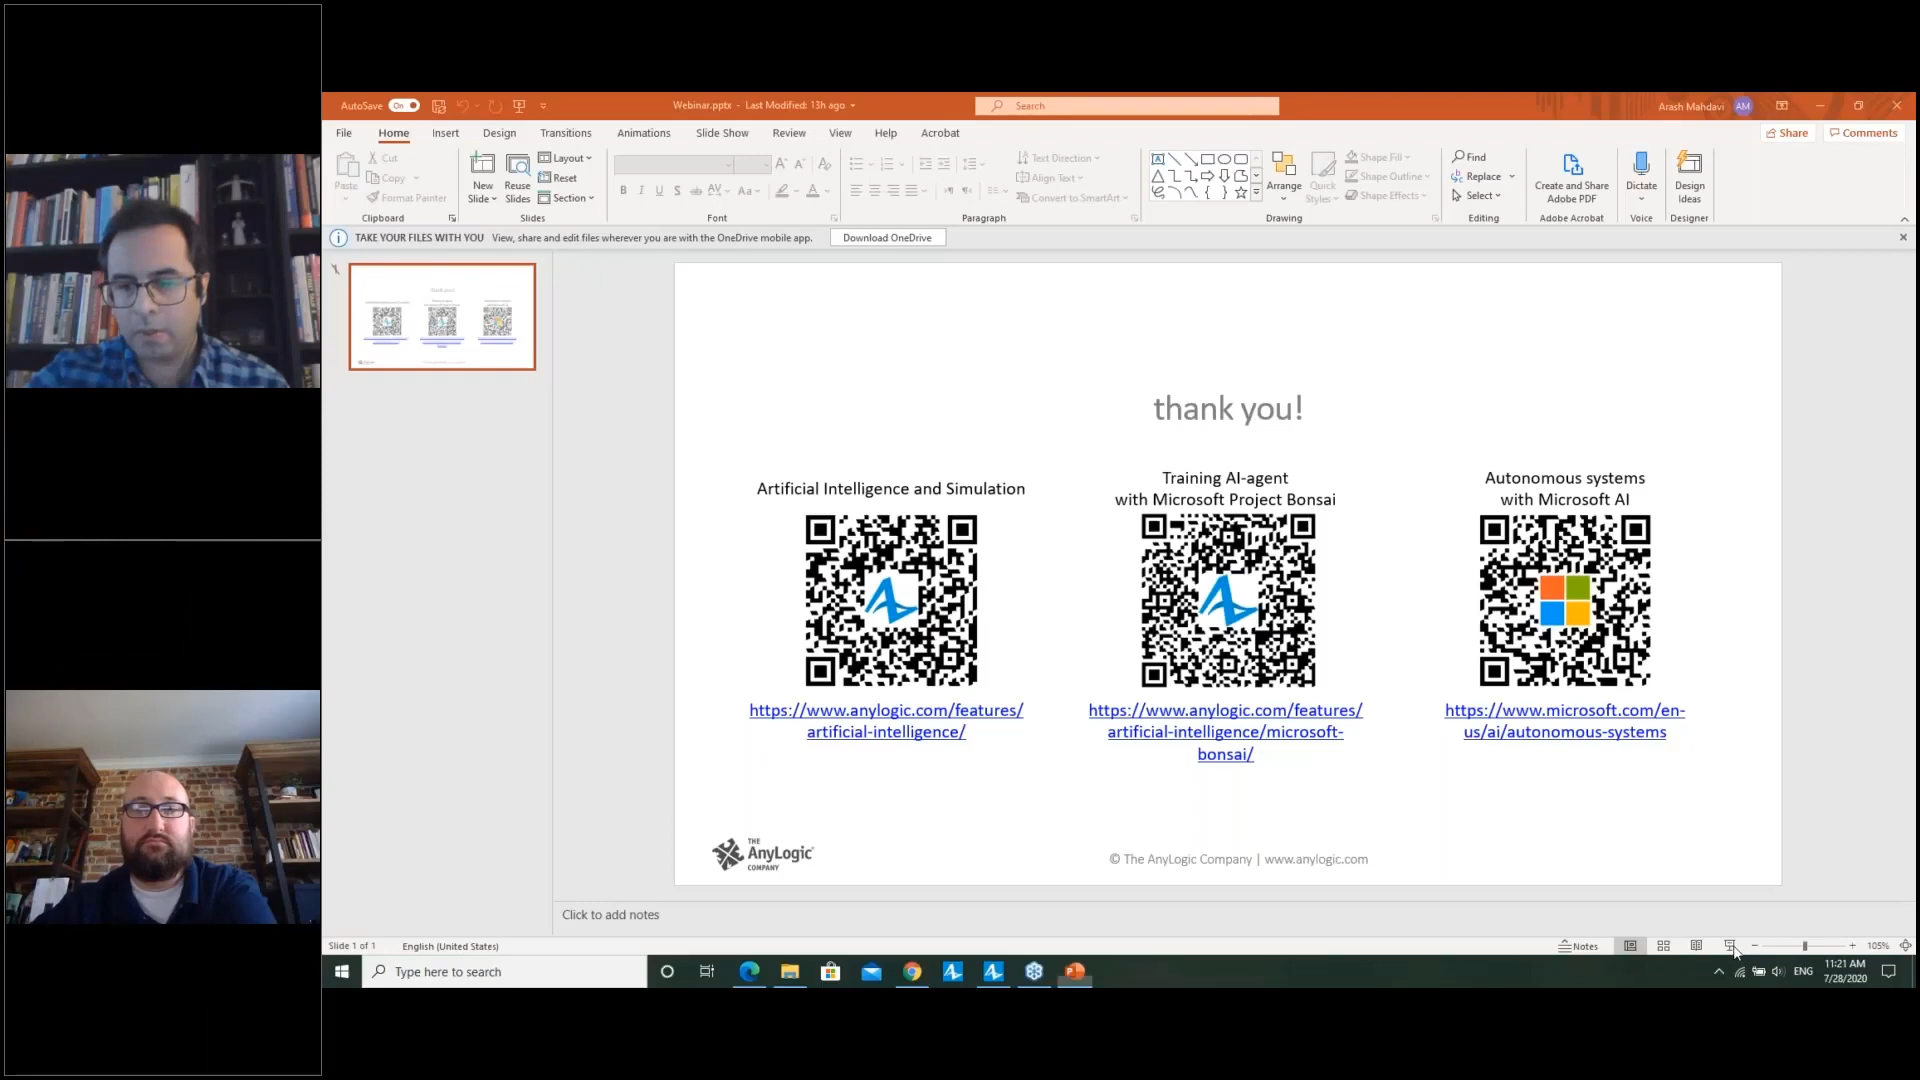 AutoSave On Webinar.pptx - Last Modified: 13h ago Search Arash Mahdavi AM
File Home Insert Design Transitions Animations Slide Show Review View Help Acrobat Share Comments
Paste
Cut
Copy
Format Painter
Clipboard
New Slide
Reuse Slides
Layout
Reset
Section
Slides
B I U S ab AV Aa A
Font
Text Direction
Align Text
Convert to SmartArt
Paragraph
Arrange
Quick Styles
Shape Fill
Shape Outline
Shape Effects
Drawing
Find
Replace
Select
Editing
Create and Share Adobe PDF
Adobe Acrobat
Dictate
Voice
Design Ideas
Designer
TAKE YOUR FILES WITH YOU View, share and edit files wherever you are with the OneDrive mobile app. Download OneDrive
thank you!
Artificial Intelligence and Simulation
https://www.anylogic.com/features/
artificial-intelligence/
Training AI-agent
with Microsoft Project Bonsai
https://www.anylogic.com/features/
artificial-intelligence/microsoft-
bonsai/
Autonomous systems
with Microsoft AI
https://www.microsoft.com/en-
us/ai/autonomous-systems
THE
AnyLogic
COMPANY
© The AnyLogic Company | www.anylogic.com
Click to add notes
Slide 1 of 1 English (United States) Notes 105%
Type here to search ENG 11:21 AM
7/28/2020